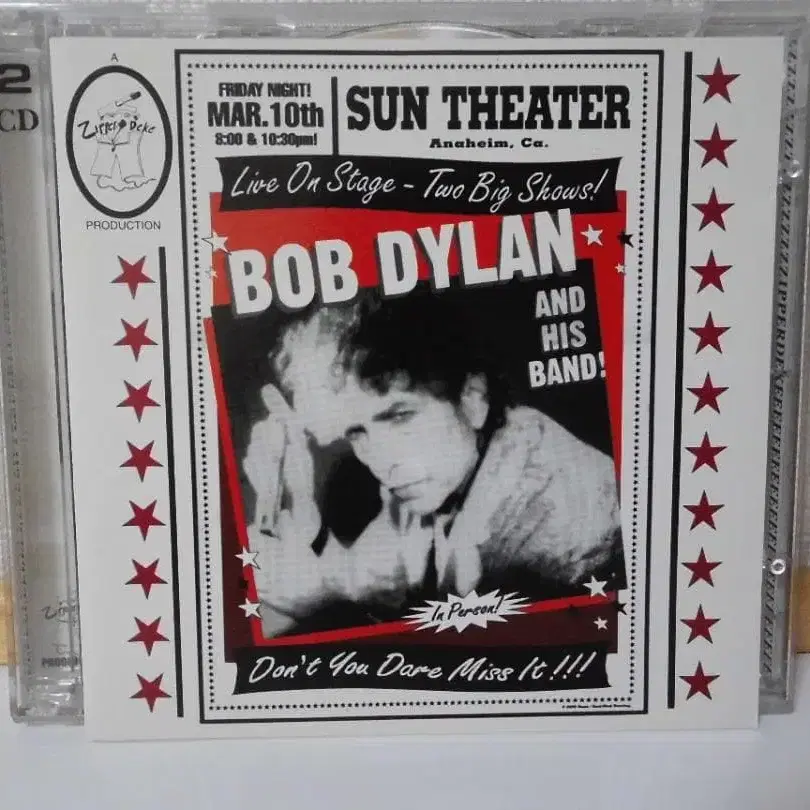 2
CD
A
PRODUCTION
FRIDAY NIGHT!
MAR.10th
8:00 & 10:30pm!
SUN THEATER
Anaheim, Ca.
Live On Stage - Two Big Shows!
BOB DYLAN
AND
HIS
BAND!
In Person!
Don't You Dare Miss It!!!